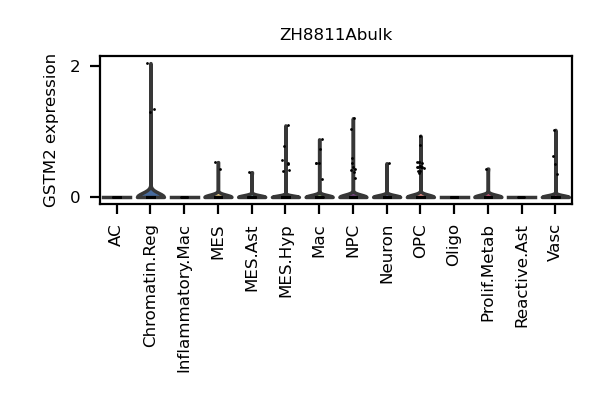 ZH8811Abulk
GSTM2 expression
2
0
AC
Chromatin.Reg
Inflammatory.Mac
MES
MES.Ast
MES.Hyp
Mac
NPC
Neuron
OPC
Oligo
Prolif.Metab
Reactive.Ast
Vasc